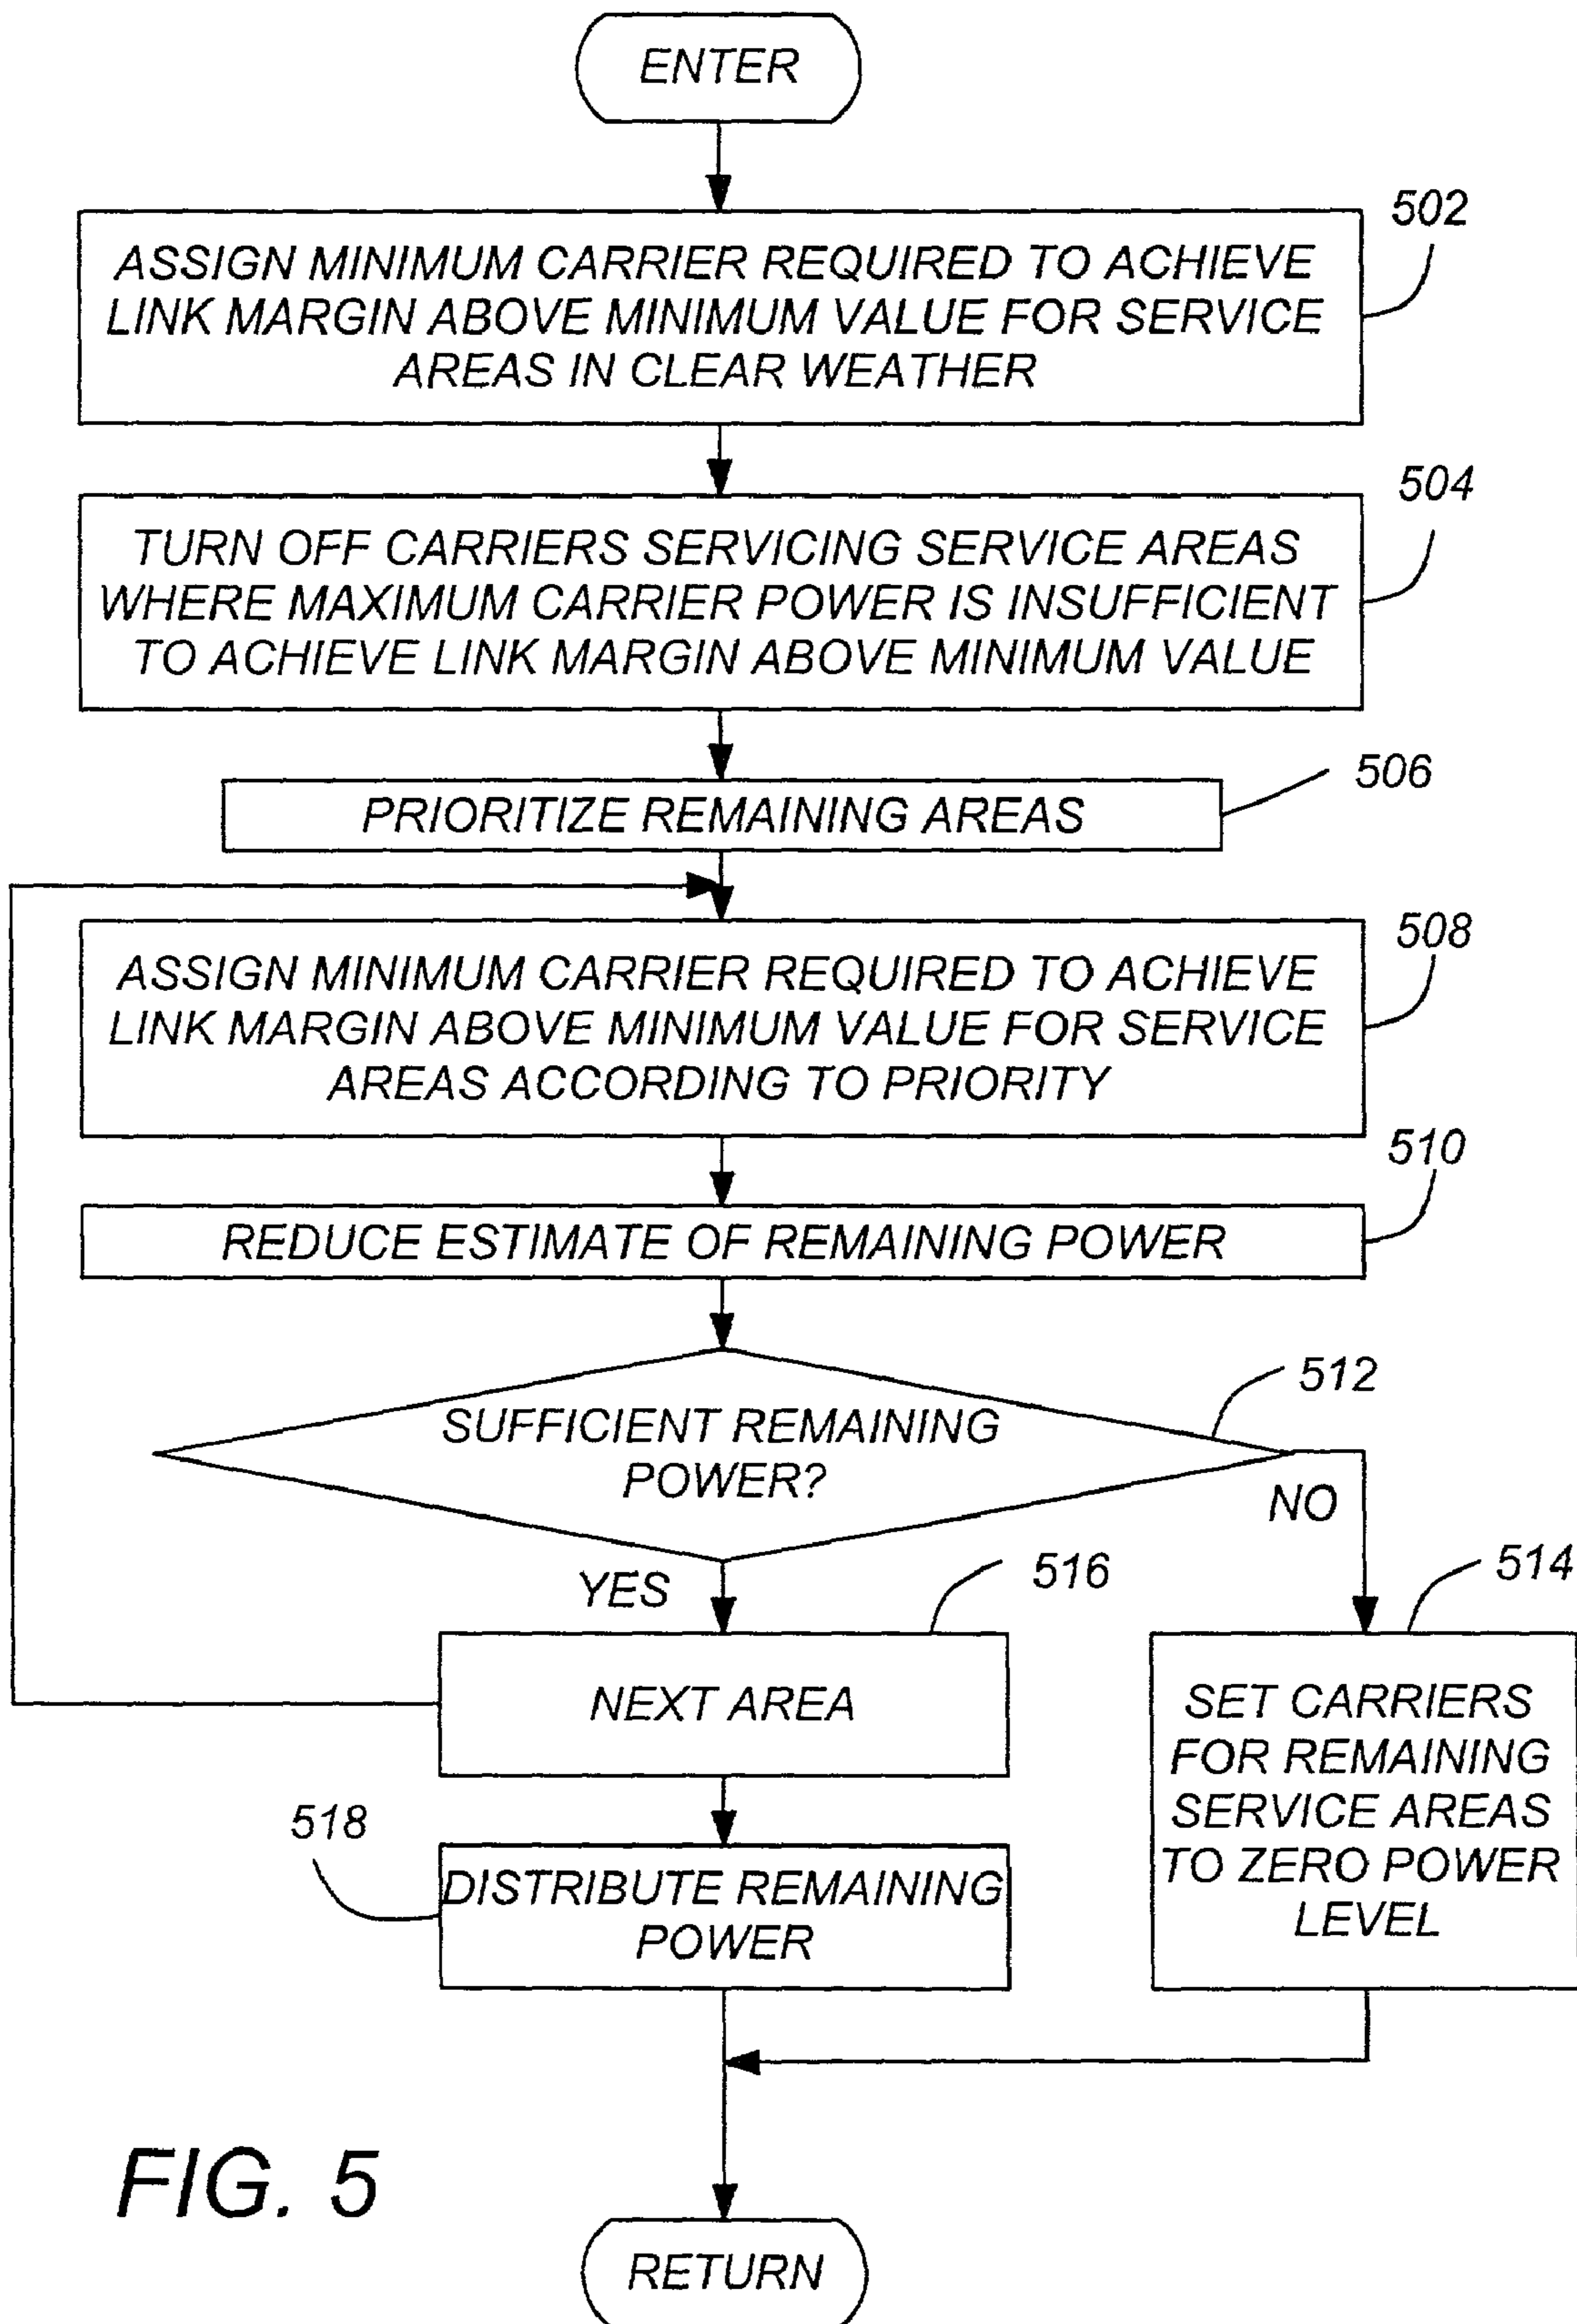 ENTER
502
ASSIGN MINIMUM CARRIER REQUIRED TO ACHIEVE
LINK MARGIN ABOVE MINIMUM VALUE FOR SERVICE
AREAS IN CLEAR WEATHER
504
TURN OFF CARRIERS SERVICING SERVICE AREAS
WHERE MAXIMUM CARRIER POWER IS INSUFFICIENT
TO ACHIEVE LINK MARGIN ABOVE MINIMUM VALUE
506
PRIORITIZE REMAINING AREAS
508
ASSIGN MINIMUM CARRIER REQUIRED TO ACHIEVE
LINK MARGIN ABOVE MINIMUM VALUE FOR SERVICE
AREAS ACCORDING TO PRIORITY
510
REDUCE ESTIMATE OF REMAINING POWER
512
SUFFICIENT REMAINING
POWER?
NO
YES
516
514
NEXT AREA
SET CARRIERS
FOR REMAINING
SERVICE AREAS
TO ZERO POWER
LEVEL
518
DISTRIBUTE REMAINING
POWER
FIG. 5
RETURN